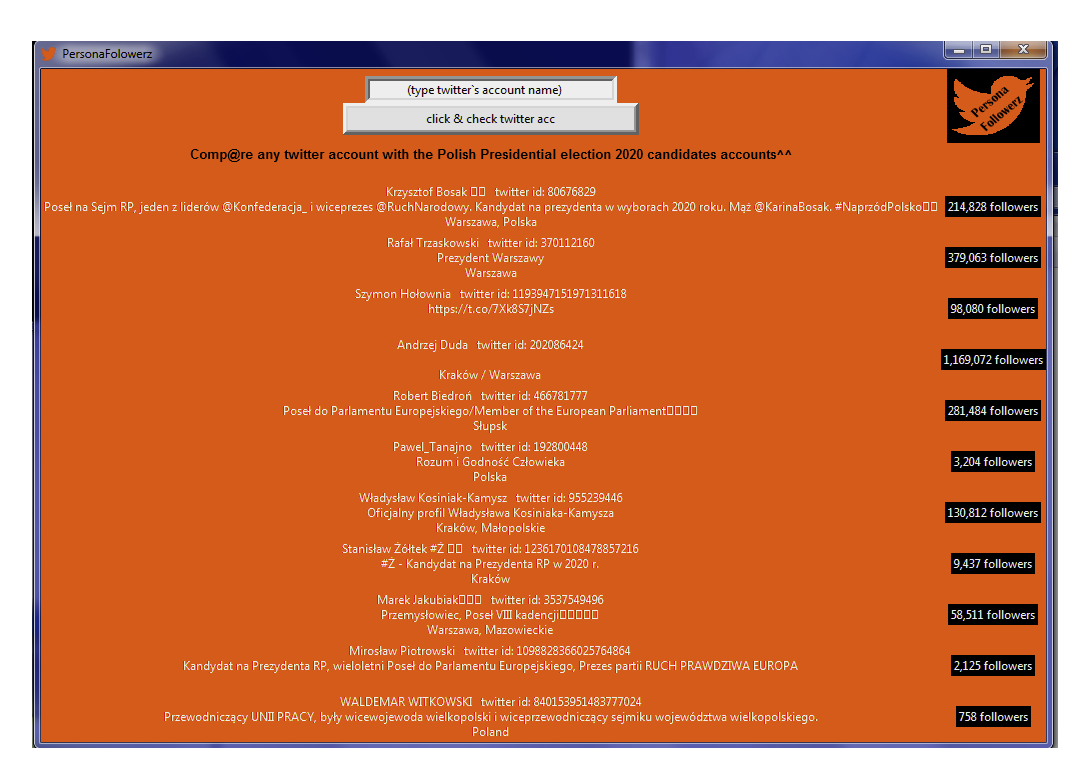 PersonaFolowerz
(type twitter`s account name)
click & check twitter acc
Persona
Followerz
Comp@re any twitter account with the Polish Presidential election 2020 candidates accounts^^
Krzysztof Bosak ▯▯ twitter id: 80676829
Poseł na Sejm RP, jeden z liderów @Konfederacja_ i wiceprezes @RuchNarodowy. Kandydat na prezydenta w wyborach 2020 roku. Mąż @KarinaBosak. #NaprzódPolsko▯▯ 214,828 followers
Warszawa, Polska
Rafał Trzaskowski twitter id: 370112160
Prezydent Warszawy 379,063 followers
Warszawa
Szymon Hołownia twitter id: 1193947151971311618
https://t.co/7Xk8S7jNZs 98,080 followers
Andrzej Duda twitter id: 202086424
1,169,072 followers
Kraków / Warszawa
Robert Biedroń twitter id: 466781777
Poseł do Parlamentu Europejskiego/Member of the European Parliament▯▯▯▯ 281,484 followers
Słupsk
Pawel_Tanajno twitter id: 192800448
Rozum i Godność Człowieka 3,204 followers
Polska
Władysław Kosiniak-Kamysz twitter id: 955239446
Oficjalny profil Władysława Kosiniaka-Kamysza 130,812 followers
Kraków, Małopolskie
Stanisław Żółtek #Ż ▯▯ twitter id: 1236170108478857216
#Ż - Kandydat na Prezydenta RP w 2020 r. 9,437 followers
Kraków
Marek Jakubiak▯▯▯ twitter id: 3537549496
Przemysłowiec, Poseł VIII kadencji▯▯▯▯▯ 58,511 followers
Warszawa, Mazowieckie
Mirosław Piotrowski twitter id: 1098828366025764864
Kandydat na Prezydenta RP, wieloletni Poseł do Parlamentu Europejskiego, Prezes partii RUCH PRAWDZIWA EUROPA 2,125 followers
WALDEMAR WITKOWSKI twitter id: 840153951483777024
Przewodniczący UNII PRACY, były wicewojewoda wielkopolski i wiceprzewodniczący sejmiku województwa wielkopolskiego. 758 followers
Poland